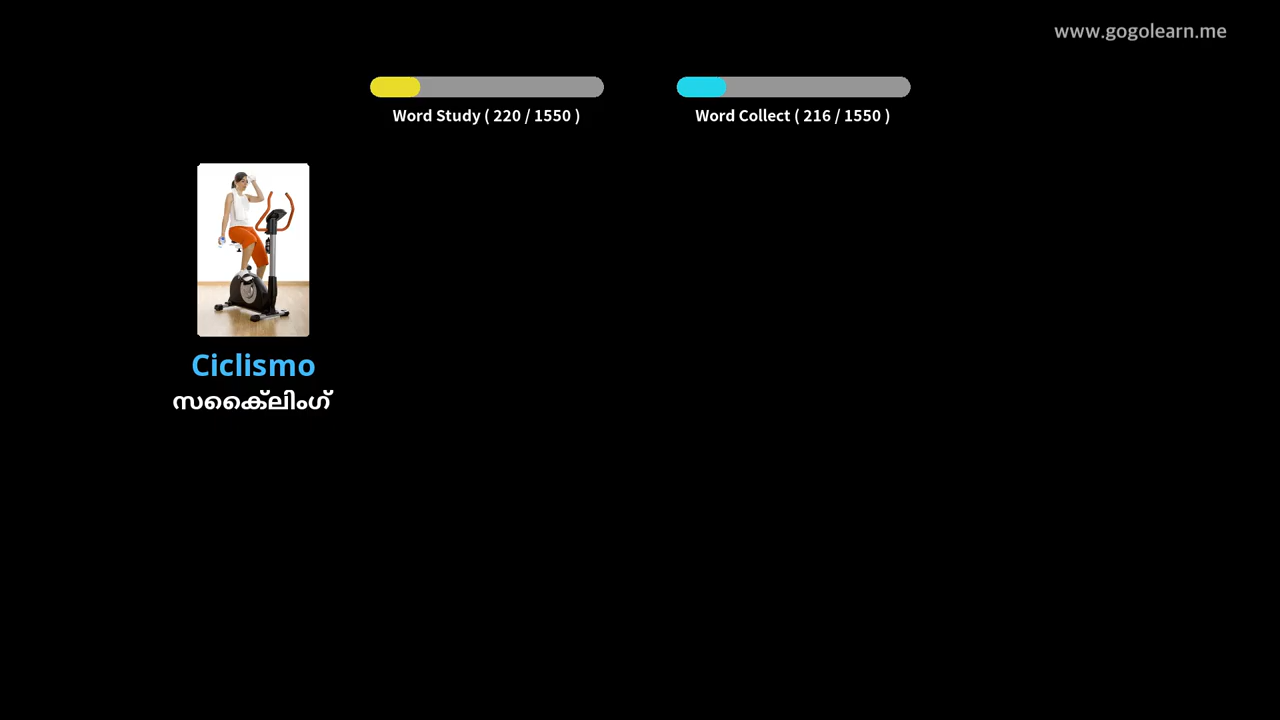 www.gogolearn.me
Word Study ( 220 / 1550 )
Word Collect ( 216 / 1550 )
Ciclismo
സൈക്ലിംഗ്